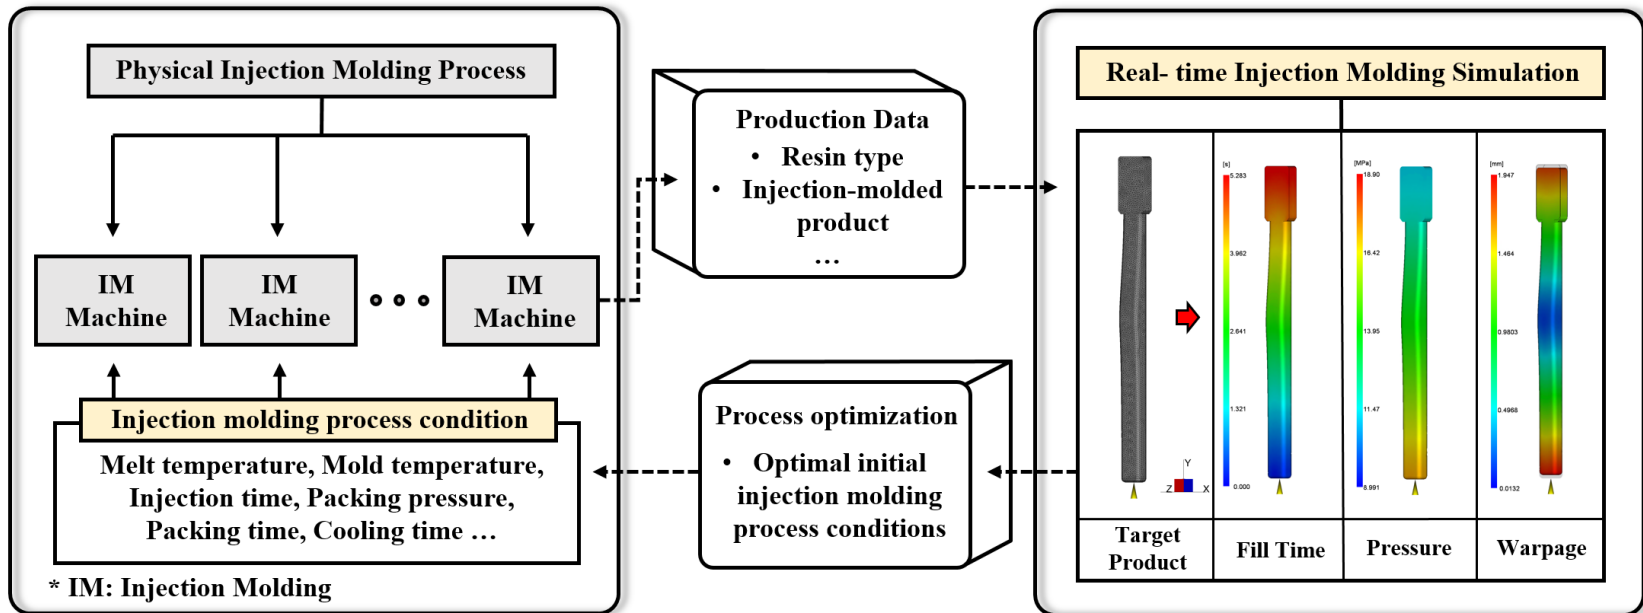 Physical Injection Molding Process
IM
Machine
IM
Machine
IM
Machine
Injection molding process condition
Melt temperature, Mold temperature,
Injection time, Packing pressure,
Packing time, Cooling time ...
* IM: Injection Molding
Production Data
• Resin type
• Injection-molded
product
...
Process optimization
• Optimal initial
injection molding
process conditions
Real- time Injection Molding Simulation
Y
Z
X
Target
Product
[s]
5.283
3.962
2.641
1.321
0.000
Fill Time
[MPa]
18.90
16.42
13.95
11.47
8.991
Pressure
[mm]
1.947
1.464
0.9803
0.4968
0.0132
Warpage